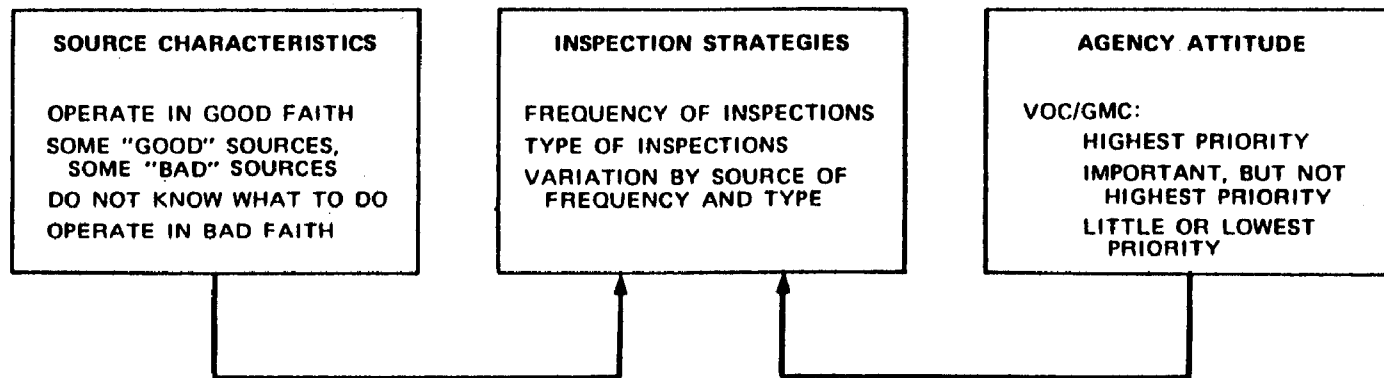 SOURCE CHARACTERISTICS
OPERATE IN GOOD FAITH
SOME "GOOD" SOURCES,
SOME "BAD" SOURCES
DO NOT KNOW WHAT TO DO
OPERATE IN BAD FAITH
INSPECTION STRATEGIES
FREQUENCY OF INSPECTIONS
TYPE OF INSPECTIONS
VARIATION BY SOURCE OF
FREQUENCY AND TYPE
AGENCY ATTITUDE
VOC/GMC:
HIGHEST PRIORITY
IMPORTANT, BUT NOT
HIGHEST PRIORITY
LITTLE OR LOWEST
PRIORITY